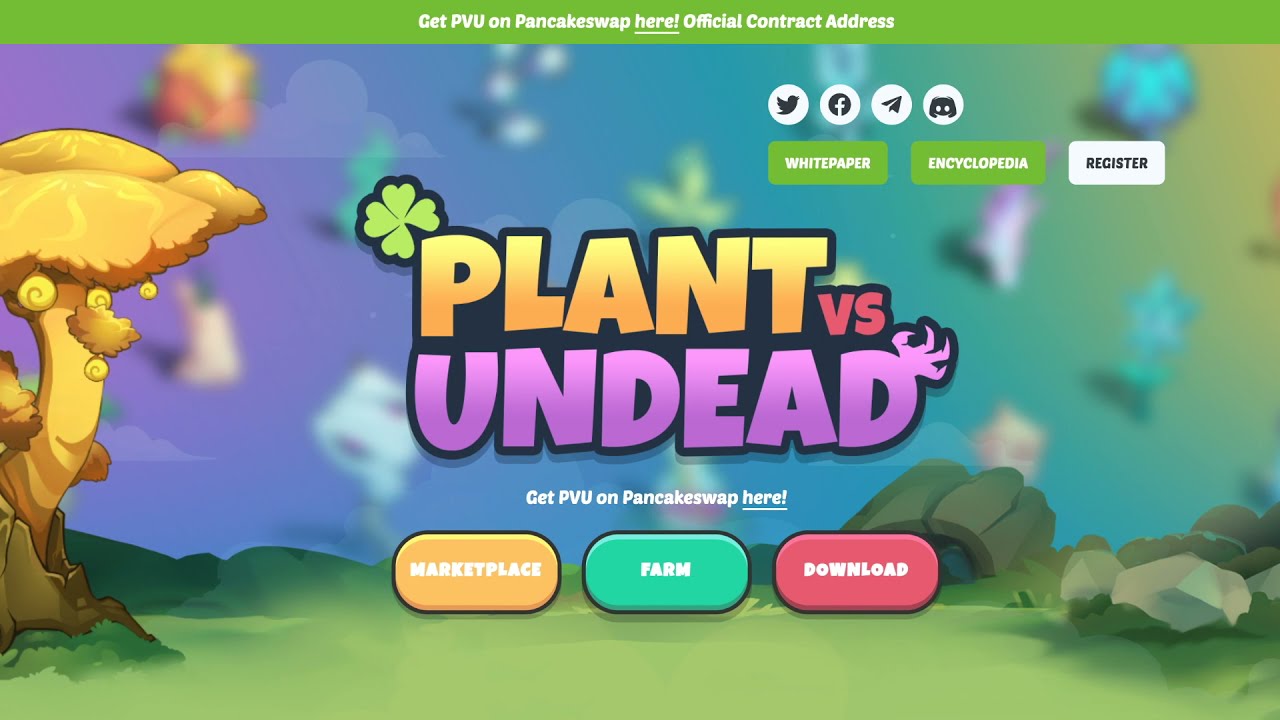 Get PVU on Pancakeswap here! Official Contract Address
WHITEPAPER
ENCYCLOPEDIA
REGISTER
PLANT VS
UNDEAD
Get PVU on Pancakeswap here!
MARKETPLACE
FARM
DOWNLOAD